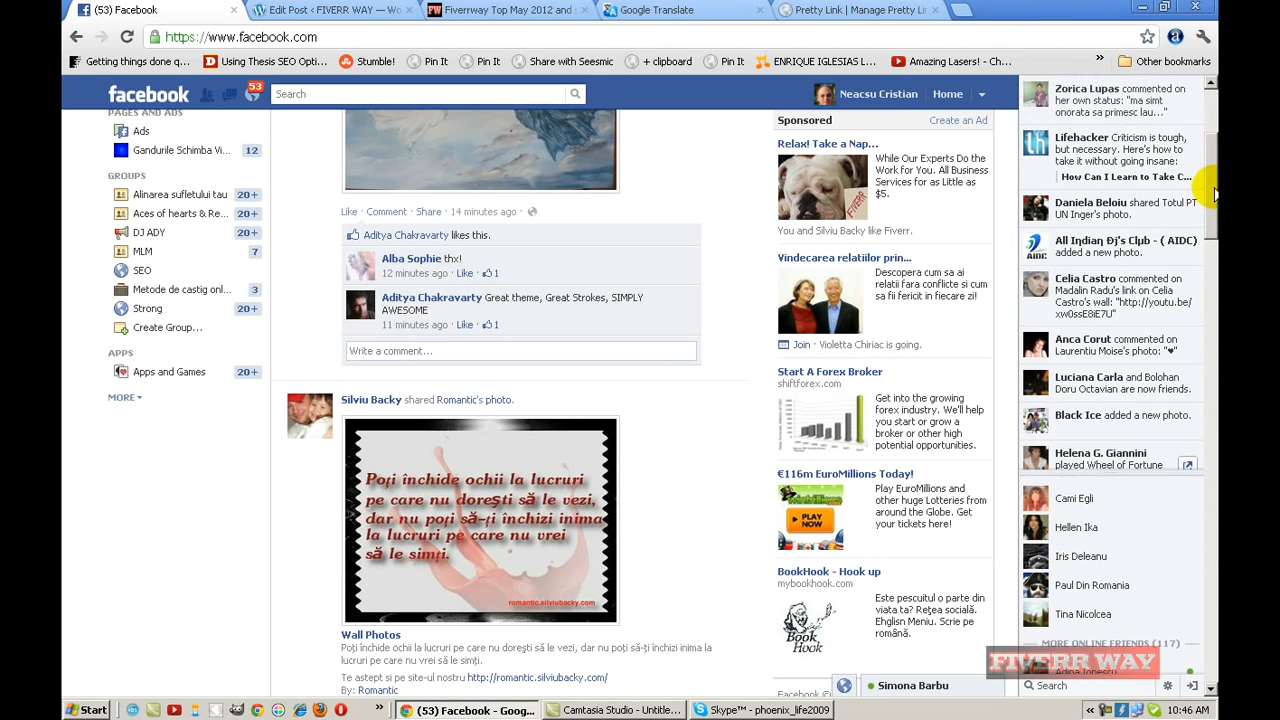 (53) Facebook
Edit Post ‹ FIVERR WAY — Wo
Fiverrway Top May 2012 and
Google Translate
Pretty Link | Manage Pretty Lin
https://www.facebook.com
Getting things done q...
Using Thesis SEO Opti...
Stumble!
Pin It
Pin It
Share with Seesmic
+ clipboard
Pin It
ENRIQUE IGLESIAS L...
Amazing Lasers! - Ch...
»
Other bookmarks
facebook
53
Search
Neacsu Cristian
Home
PAGES AND ADS
Ads
Gandurile Schimba Vi... 12
GROUPS
Alinarea sufletului tau 20+
Aces of hearts & Re... 20+
DJ ADY 20+
MLM 7
SEO
Metode de castig onl... 3
Strong 20+
Create Group...
APPS
Apps and Games 20+
MORE
Like · Comment · Share · 14 minutes ago ·
Aditya Chakravarty likes this.
Alba Sophie thx!
12 minutes ago · Like · 1
Aditya Chakravarty Great theme, Great Strokes, SIMPLY
AWESOME
11 minutes ago · Like · 1
Write a comment...
Silviu Backy shared Romantic's photo.
Poți închide ochii la lucruri
pe care nu dorești să le vezi,
dar nu poți să-ți închizi inima
la lucruri pe care nu vrei
să le simți.
romantic.silviubacky.com
Wall Photos
Poți închide ochii la lucruri pe care nu dorești să le vezi, dar nu poți să-ți închizi inima la
lucruri pe care nu vrei să le simți.
Te astept si pe site-ul nostru http://romantic.silviubacky.com/
By: Romantic
Sponsored
Create an Ad
Relax! Take a Nap...
FIVERR
While Our Experts Do the
Work for You. All Business
Services for as Little as
$5.
You and Silviu Backy like Fiverr.
Vindecarea relatiilor prin...
Descopera cum sa ai
relatii fara conflicte si cum
sa fii fericit in fiecare zi!
Join · Violetta Chiriac is going.
Start A Forex Broker
shiftforex.com
Get into the growing
forex industry. We'll help
you start or grow a
broker or other high
potential opportunities.
€116m EuroMillions Today!
PLAY
NOW
Play EuroMillions and
other huge Lotteries from
around the Globe. Get
your tickets here!
BookHook - Hook up
mybookhook.com
Book
Hook
Este pescuitul o parte din
viata ta? Rețea socială.
Ehglisn Meniu. Scrie pe
română.
Facebook ©
Simona Barbu
Zorica Lupas commented on
her own status: "ma simt
onorata sa primesc lau..."
Lifehacker Criticism is tough,
but necessary. Here's how to
take it without going insane:
How Can I Learn to Take C...
Daniela Beloiu shared Totul PT
UN Inger's photo.
AIDC
All Indian Dj's Club - ( AIDC)
added a new photo.
Celia Castro commented on
Madalin Radu's link on Celia
Castro's wall: "http://youtu.be/
xw0ssE8lE7U"
Anca Corut commented on
Laurentiu Moise's photo: "♥"
Luciana Carla and Bolohan
Doru Octavian are now friends.
Black Ice added a new photo.
Helena G. Giannini
played Wheel of Fortune
Cami Egli
Hellen Ika
Iris Deleanu
Paul Din Romania
Tina Nicolcea
MORE ONLINE FRIENDS (117)
FIVERR WAY
Search
Start
»
(53) Facebook - Goog...
Camtasia Studio - Untitle...
Skype™ - phoenix_life2009
10:46 AM